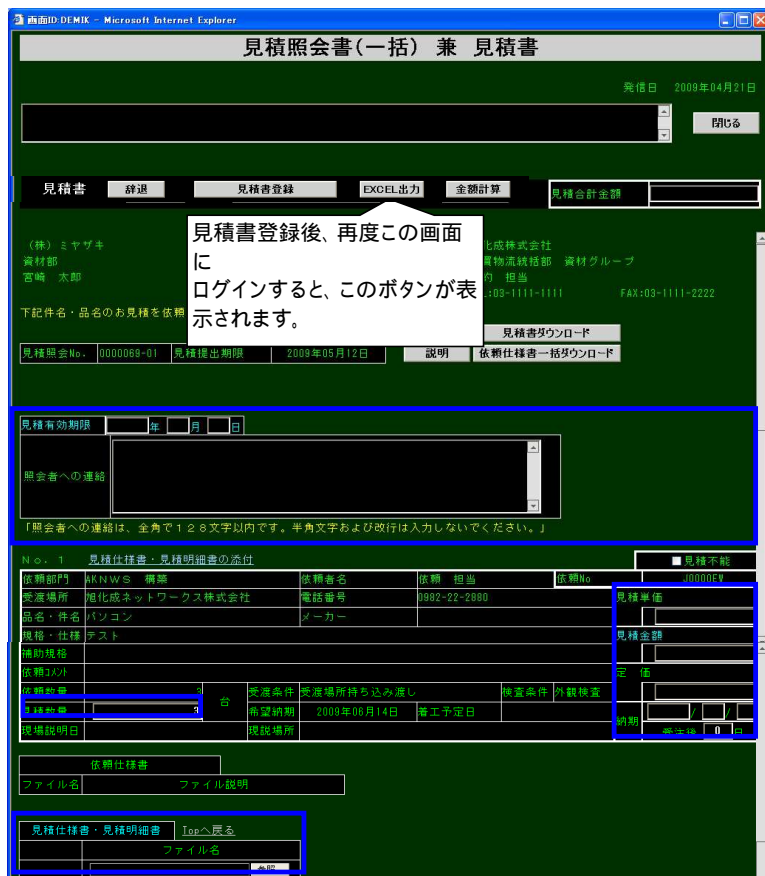 画面ID:DEMIK - Microsoft Internet Explorer
見積照会書(一括) 兼 見積書
発信日 2009年04月21日
閉じる
見積書 辞退 見積書登録 EXCEL出力 金額計算 見積合計金額
見積書登録後、再度この画面
に
ログインすると、このボタンが表
示されます。
(株)ミヤザキ
資材部
宮崎 太郎
化成株式会社
買物流統括部 資材グループ
約 担当
:03-1111-1111 FAX:03-1111-2222
下記件名・品名のお見積を依頼
見積書ダウンロード
見積照会No. 0000069-01 見積提出期限 2009年05月12日 説明 依頼仕様書一括ダウンロード
見積有効期限 年 月 日
照会者への連絡
「照会者への連絡は、全角で128文字以内です。半角文字および改行は入力しないでください。」
No. 1 見積仕様書・見積明細書の添付 ■見積不能
依頼部門 AKNWS 構築 依頼者名 依頼 担当 依頼No J0000EW
受渡場所 旭化成ネットワークス株式会社 電話番号 0982-22-2880 見積単価
品名・件名 パソコン メーカー
規格・仕様 テスト 見積金額
補助規格
依頼コメント 定 価
依頼数量 3 台 受渡条件 受渡場所持ち込み渡し 検査条件 外観検査
見積数量 3 希望納期 2009年06月14日 着工予定日 納期 / /
現場説明日 現説場所 受注後 0 日
依頼仕様書
ファイル名 ファイル説明
見積仕様書・見積明細書 Topへ戻る
ファイル名
参照